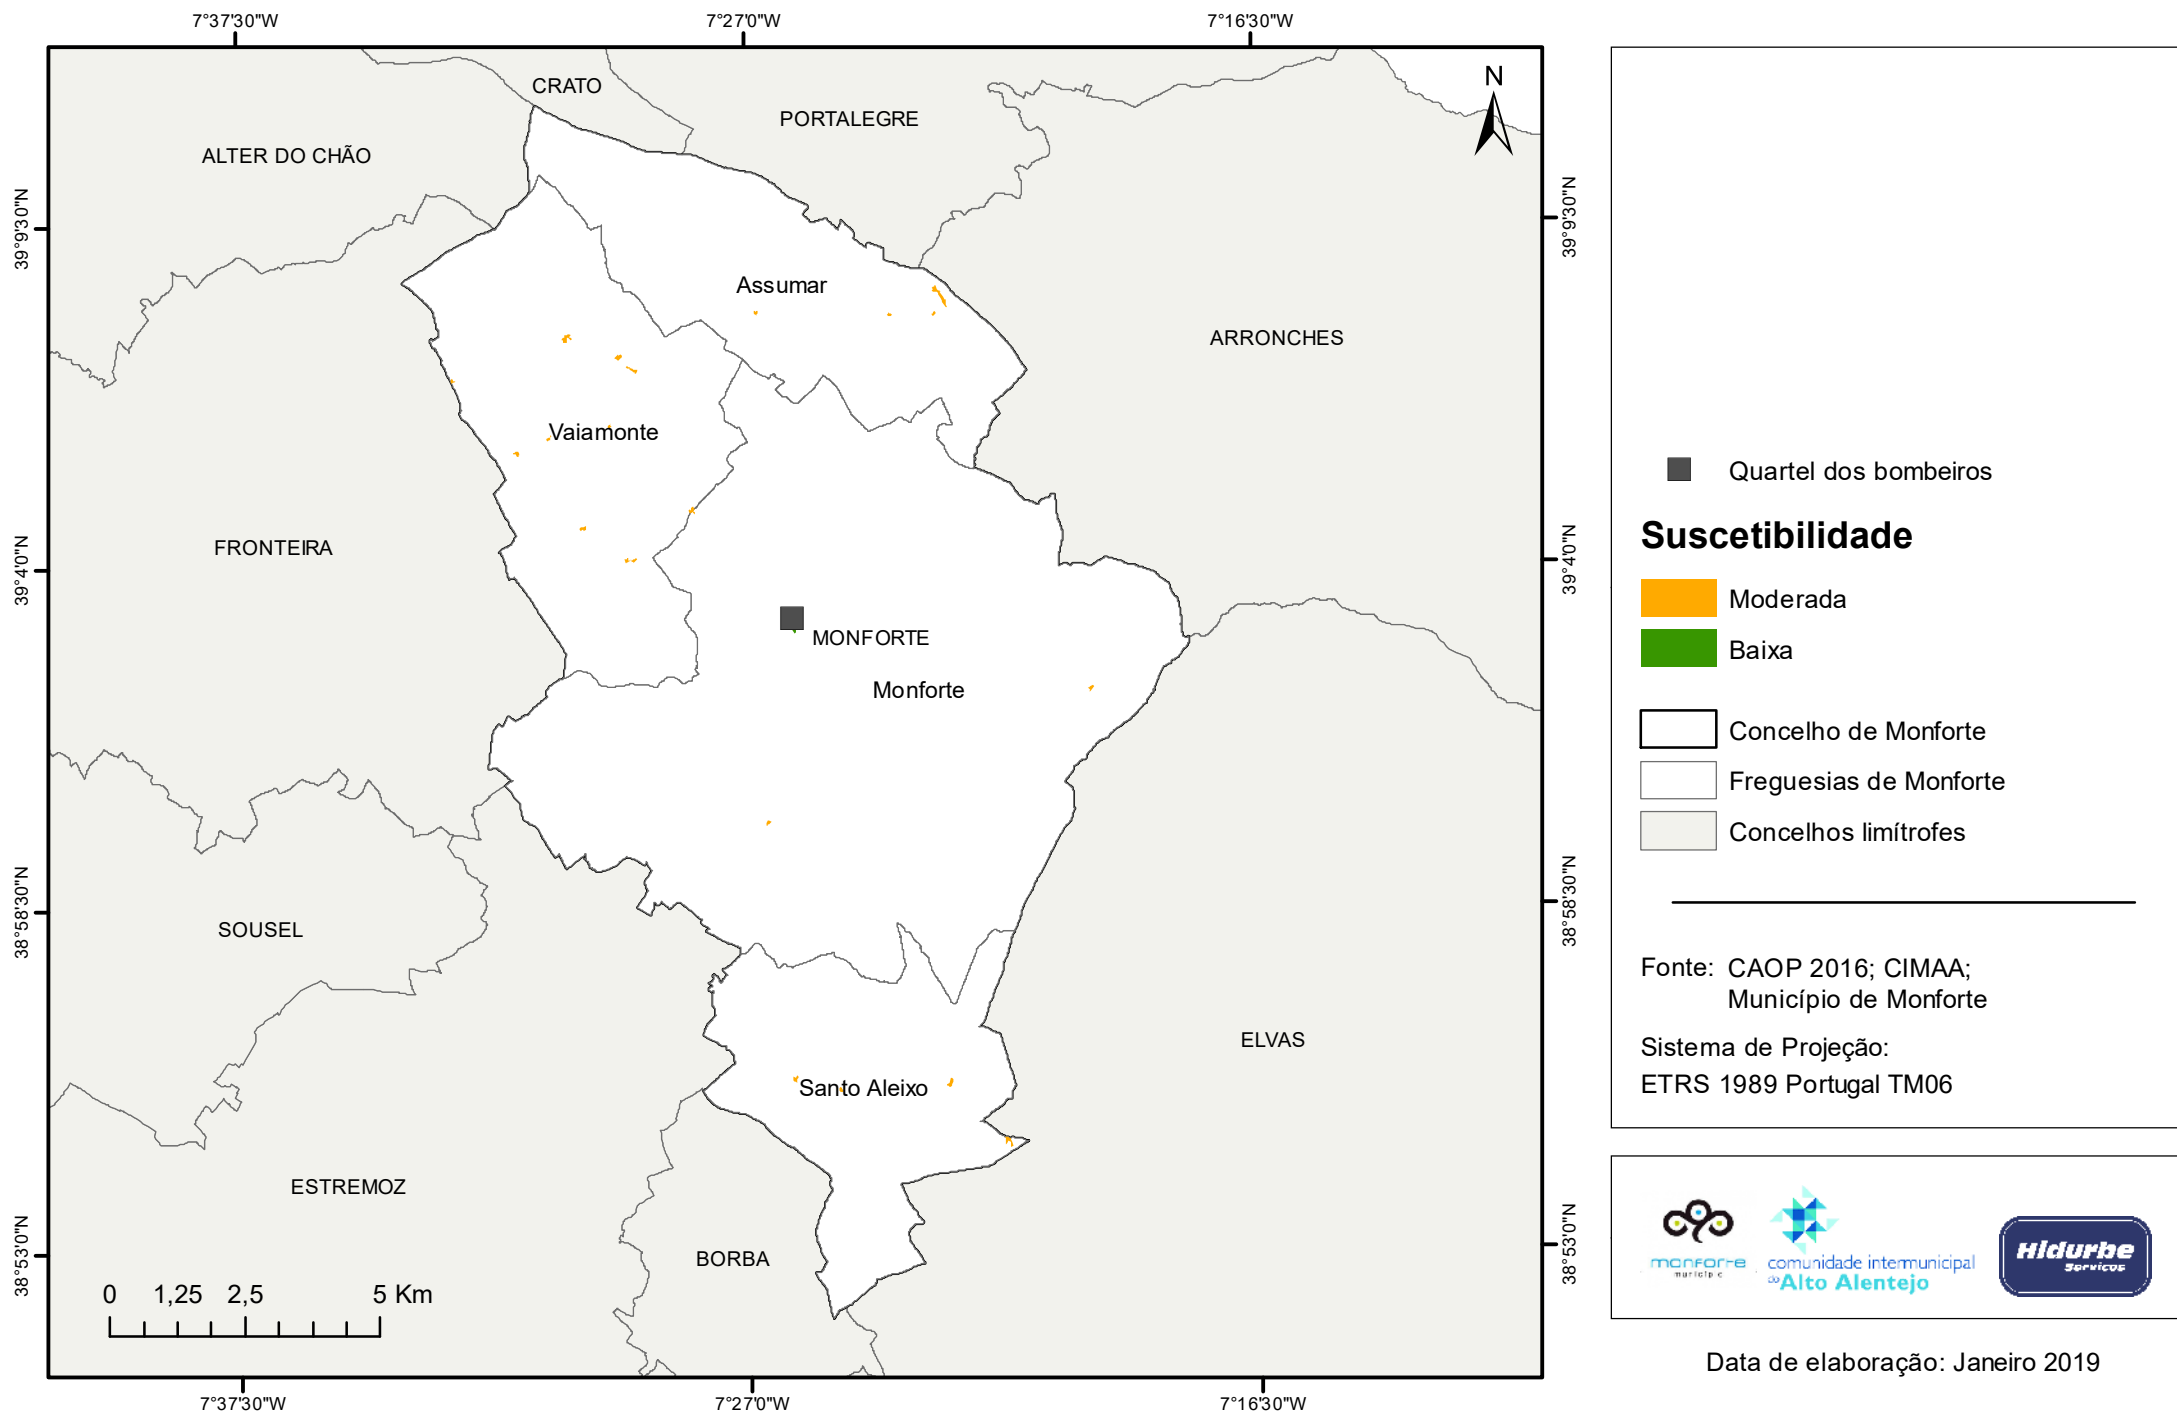 7°37'30"W
7°27'0"W
7°16'30"W
N
CRATO
PORTALEGRE
ALTER DO CHÃO
39°9'30"N
39°9'30"N
Assumar
ARRONCHES
Vaiamonte
FRONTEIRA
39°4'0"N
39°4'0"N
MONFORTE
Monforte
38°58'30"N
38°58'30"N
SOUSEL
ELVAS
Santo Aleixo
ESTREMOZ
BORBA
38°53'0"N
38°53'0"N
0 1,25 2,5 5 Km
7°37'30"W
7°27'0"W
7°16'30"W
Quartel dos bombeiros
Suscetibilidade
Moderada
Baixa
Concelho de Monforte
Freguesias de Monforte
Concelhos limítrofes
Fonte: CAOP 2016; CIMAA;
Município de Monforte
Sistema de Projeção:
ETRS 1989 Portugal TM06
monforte
município
comunidade intermunicipal
do Alto Alentejo
Hidurbe
Serviços
Data de elaboração: Janeiro 2019